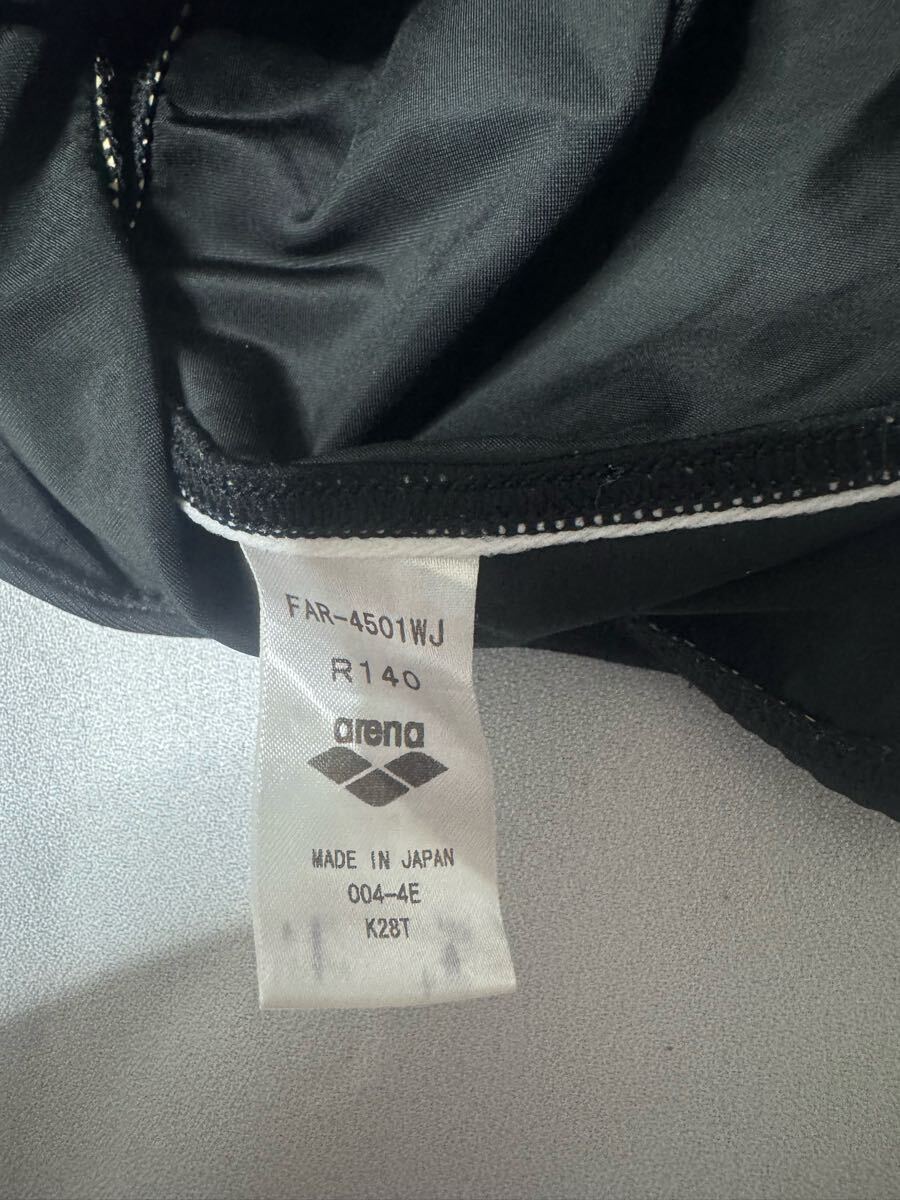 FAR-4501WJ
R140
arena
MADE IN JAPAN
004-4E
K28T